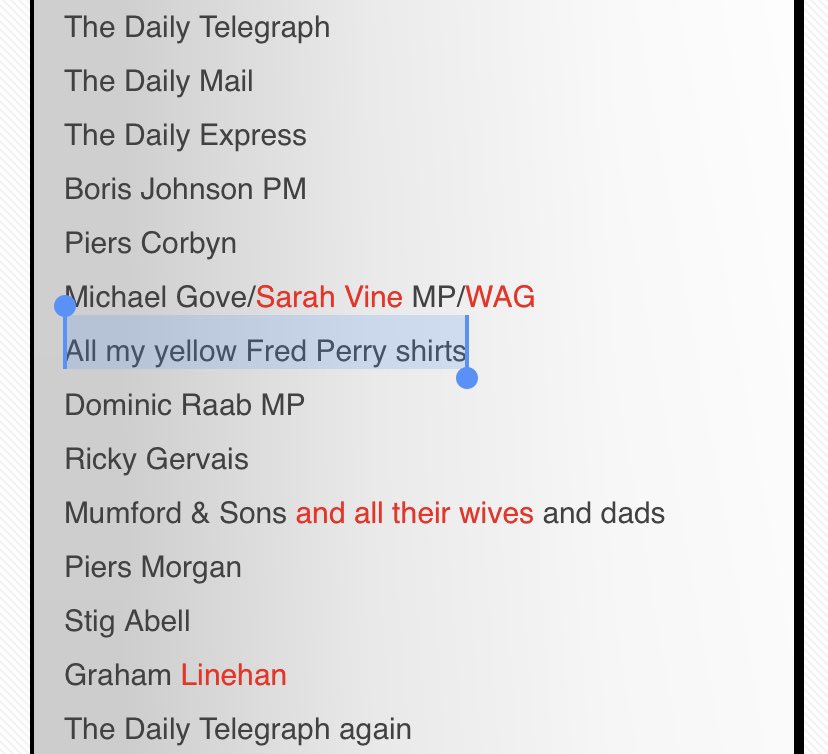 The Daily Telegraph
The Daily Mail
The Daily Express
Boris Johnson PM
Piers Corbyn
Michael Gove/Sarah Vine MP/WAG
All my yellow Fred Perry shirts
Dominic Raab MP
Ricky Gervais
Mumford & Sons and all their wives and dads
Piers Morgan
Stig Abell
Graham Linehan
The Daily Telegraph again